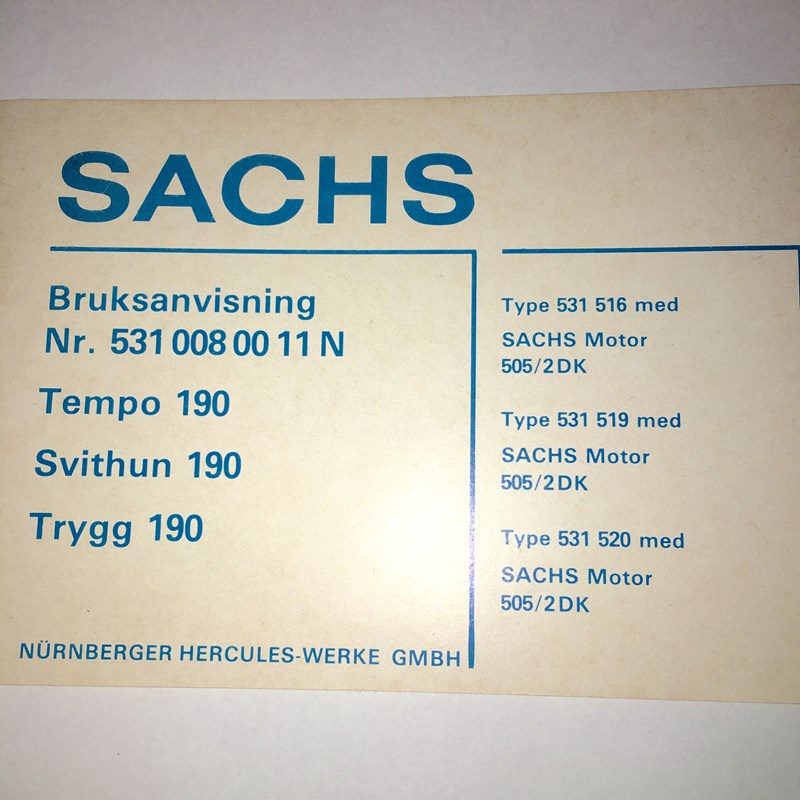 SACHS
Bruksanvisning
Nr. 531 008 00 11 N
Tempo 190
Svithun 190
Trygg 190
NÜRNBERGER HERCULES-WERKE GMBH
Type 531 516 med
SACHS Motor
505/2DK
Type 531 519 med
SACHS Motor
505/2DK
Type 531 520 med
SACHS Motor
505/2DK